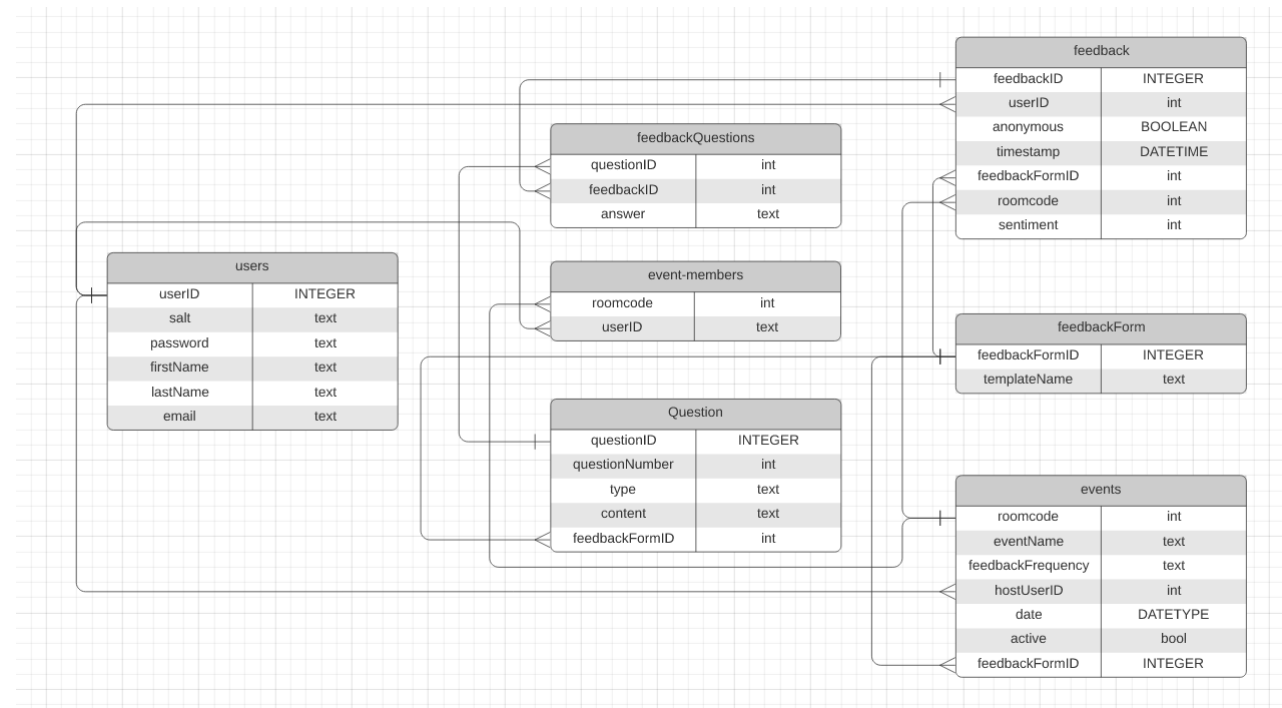 feedback
feedbackID INTEGER
userID int
anonymous BOOLEAN
timestamp DATETIME
feedbackFormID int
roomcode int
sentiment int
feedbackQuestions
questionID int
feedbackID int
answer text
users
userID INTEGER
salt text
password text
firstName text
lastName text
email text
event-members
roomcode int
userID text
feedbackForm
feedbackFormID INTEGER
templateName text
Question
questionID INTEGER
questionNumber int
type text
content text
feedbackFormID int
events
roomcode int
eventName text
feedbackFrequency text
hostUserID int
date DATETYPE
active bool
feedbackFormID INTEGER